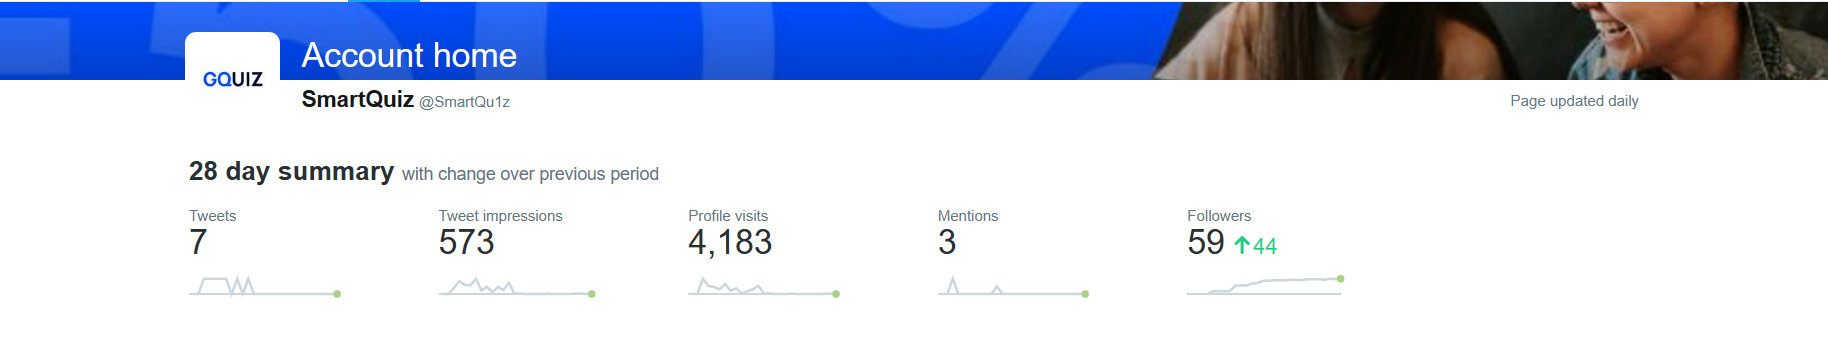 50%
Account home
GQUIZ
SmartQuiz @SmartQu1z
Page updated daily
28 day summary with change over previous period
Tweets
Tweet impressions
Profile visits
Mentions
Followers
7
573
4,183
3
59 ↑44